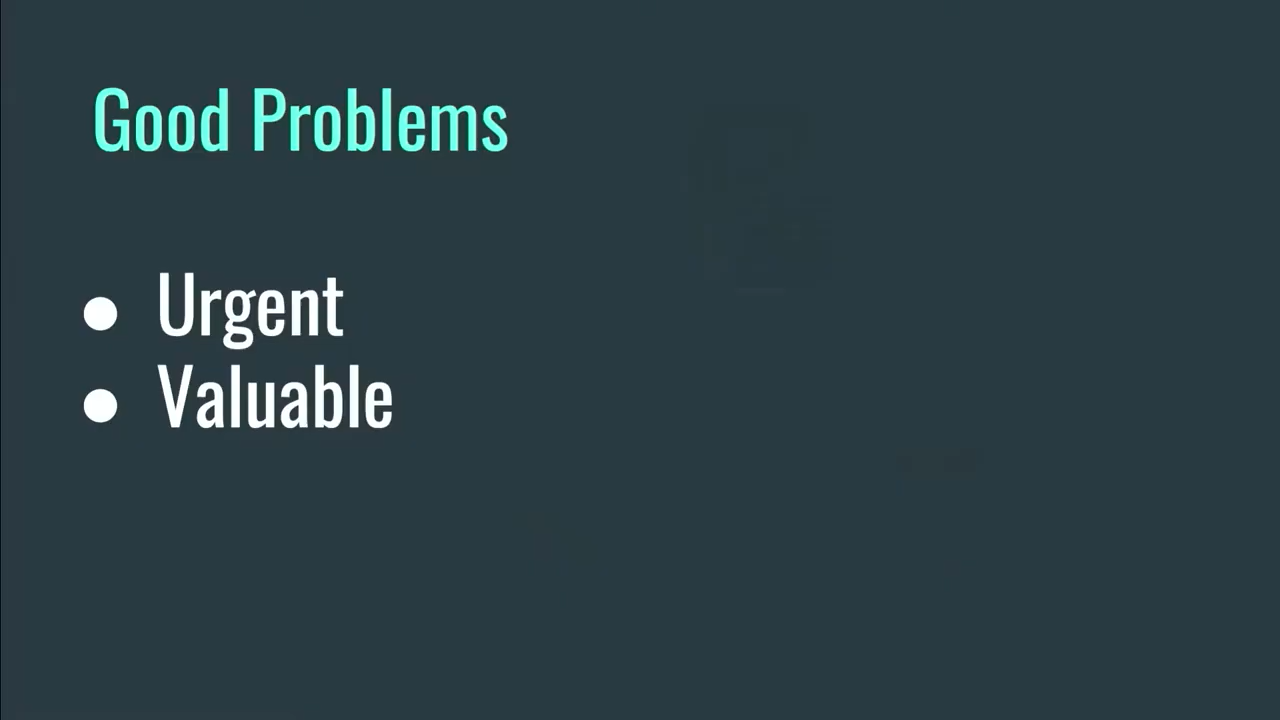 Good Problems
● Urgent
● Valuable